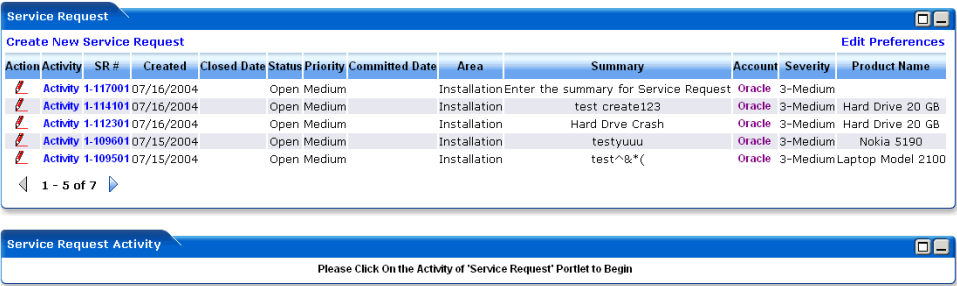 Service Request
Create New Service Request Edit Preferences
Action Activity SR # Created Closed Date Status Priority Committed Date Area Summary Account Severity Product Name
Activity 1-117001 07/16/2004 Open Medium Installation Enter the summary for Service Request Oracle 3-Medium
Activity 1-114101 07/16/2004 Open Medium Installation test create123 Oracle 3-Medium Hard Drive 20 GB
Activity 1-112301 07/16/2004 Open Medium Installation Hard Drve Crash Oracle 3-Medium Hard Drive 20 GB
Activity 1-109601 07/15/2004 Open Medium Installation testyuuu Oracle 3-Medium Nokia 5190
Activity 1-109501 07/15/2004 Open Medium Installation test^&*( Oracle 3-Medium Laptop Model 2100
1 - 5 of 7
Service Request Activity
Please Click On the Activity of 'Service Request' Portlet to Begin